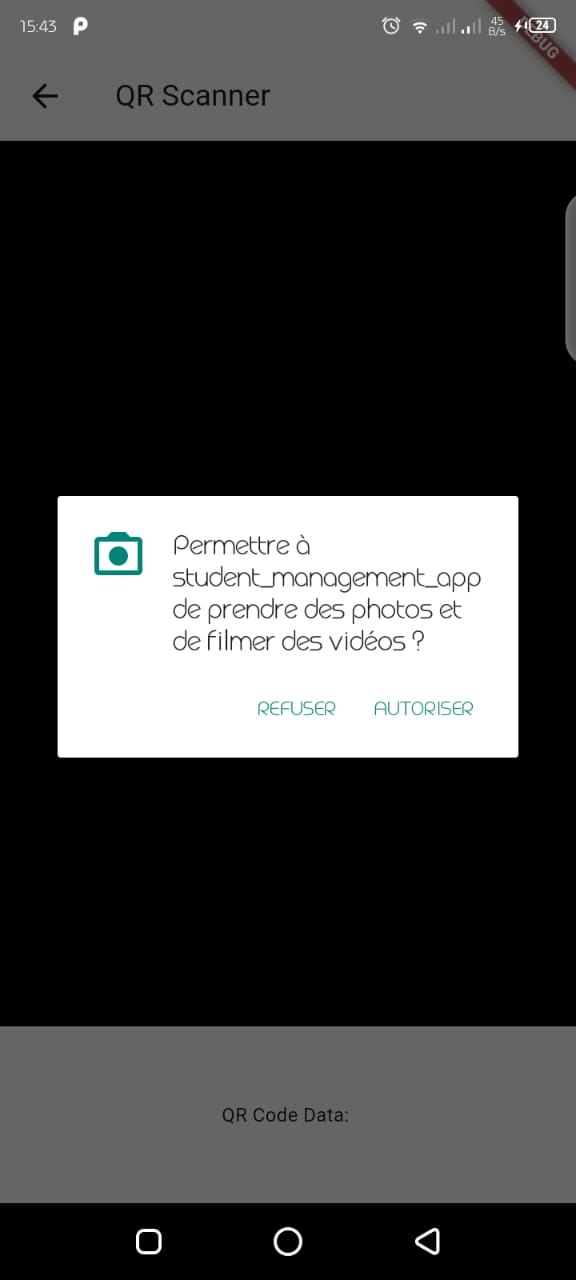 15:43
45
B/s
24
DEBUG
QR Scanner
Permettre à
student_management_app
de prendre des photos et
de filmer des vidéos ?
REFUSER
AUTORISER
QR Code Data: